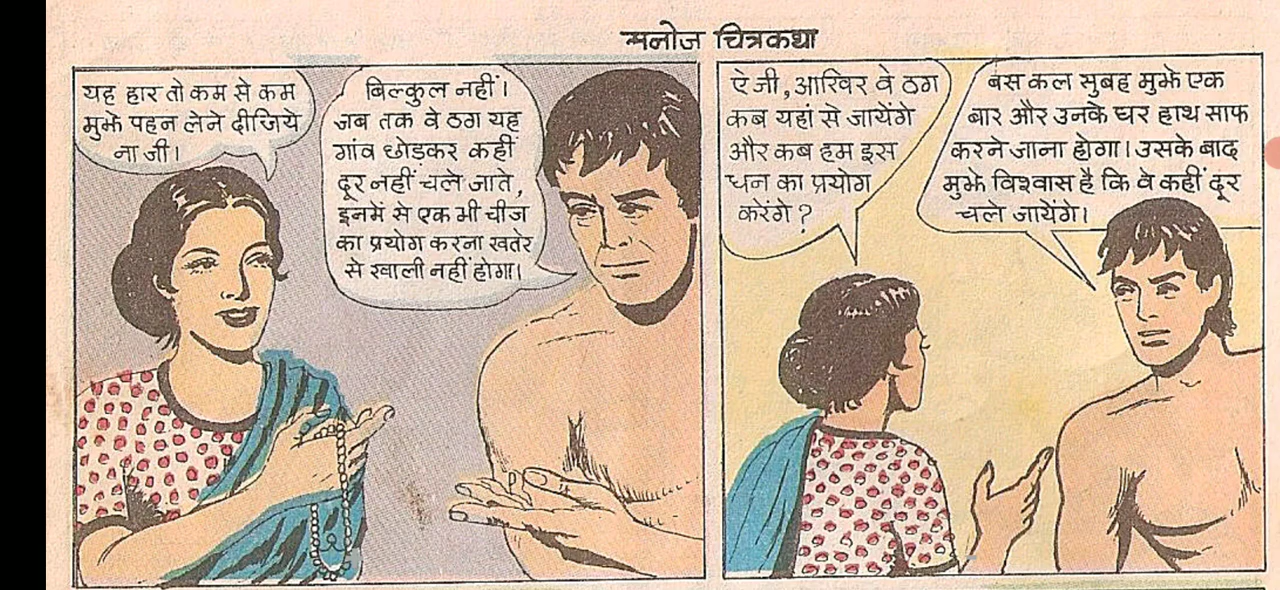 मनोज चित्रकथा
यह हार तो कम से कम
मुझे पहन लेने दीजिये
ना जी।
बिल्कुल नहीं।
जब तक वे ठग यह
गांव छोड़कर कहीं
दूर नहीं चले जाते,
इनमें से एक भी चीज
का प्रयोग करना खतरे
से खाली नहीं होगा।
ऐ जी, आखिर वे ठग
कब यहां से जायेंगे
और कब हम इस
धन का प्रयोग
करेंगे?
बस कल सुबह मुझे एक
बार और उनके घर हाथ साफ
करने जाना होगा। उसके बाद
मुझे विश्वास है कि वे कहीं दूर
चले जायेंगे।